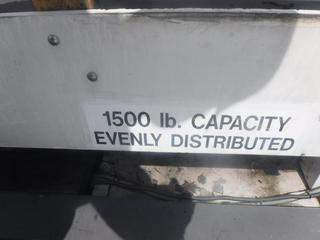 1500 lb. CAPACITY
EVENLY DISTRIBUTED